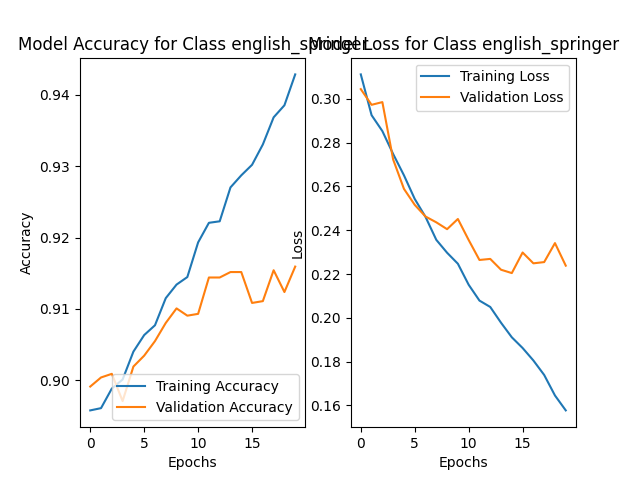 Model Accuracy for Class english_springer
0.94
0.93
0.92
0.91
0.90
Accuracy
0 5 10 15
Epochs
Training Accuracy
Validation Accuracy
Model Loss for Class english_springer
0.30
0.28
0.26
0.24
0.22
0.20
0.18
0.16
Loss
0 5 10 15
Epochs
Training Loss
Validation Loss